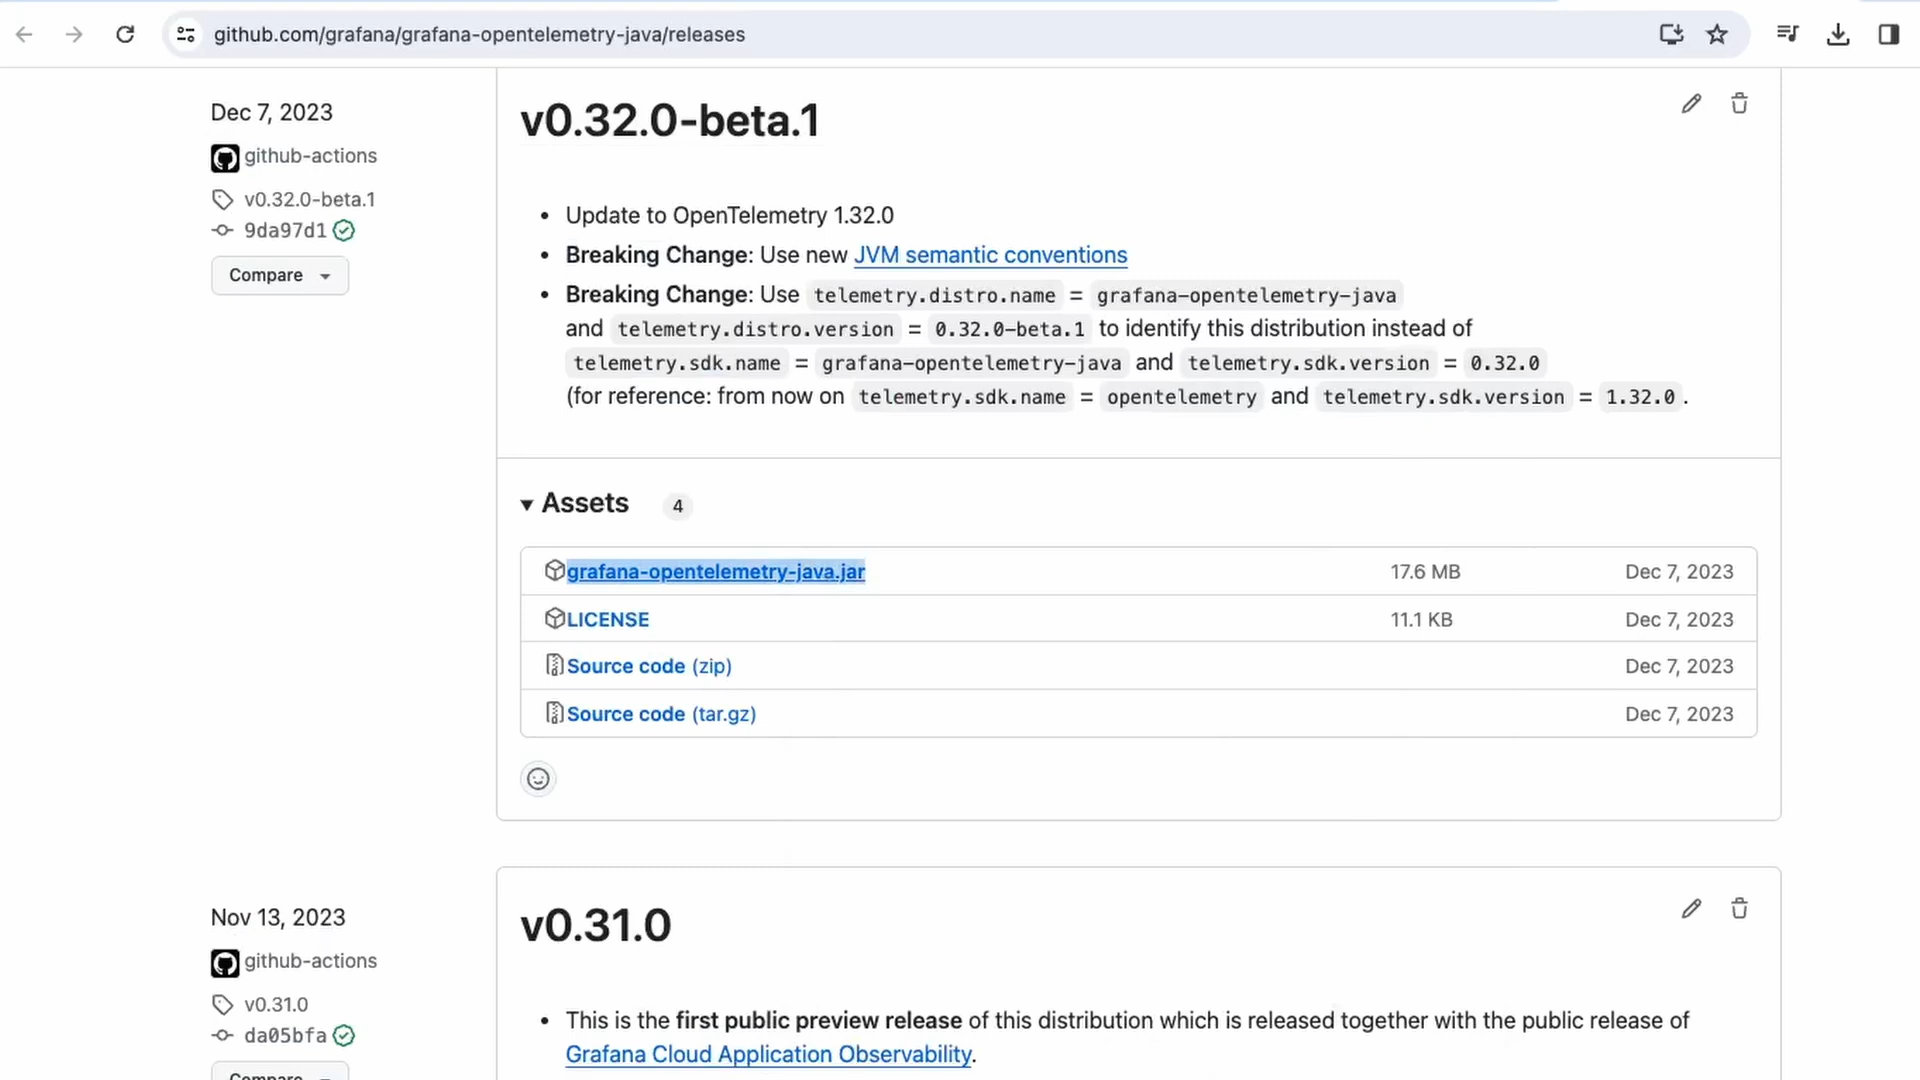 github.com/grafana/grafana-opentelemetry-java/releases
Dec 7, 2023
github-actions
v0.32.0-beta.1
9da97d1
Compare
v0.32.0-beta.1
Update to OpenTelemetry 1.32.0
Breaking Change: Use new JVM semantic conventions
Breaking Change: Use telemetry.distro.name = grafana-opentelemetry-java
and telemetry.distro.version = 0.32.0-beta.1 to identify this distribution instead of
telemetry.sdk.name = grafana-opentelemetry-java and telemetry.sdk.version = 0.32.0
(for reference: from now on telemetry.sdk.name = opentelemetry and telemetry.sdk.version = 1.32.0 .
Assets 4
grafana-opentelemetry-java.jar 17.6 MB Dec 7, 2023
LICENSE 11.1 KB Dec 7, 2023
Source code (zip) Dec 7, 2023
Source code (tar.gz) Dec 7, 2023
Nov 13, 2023
github-actions
v0.31.0
da05bfa
Compare
v0.31.0
This is the first public preview release of this distribution which is released together with the public release of
Grafana Cloud Application Observability.